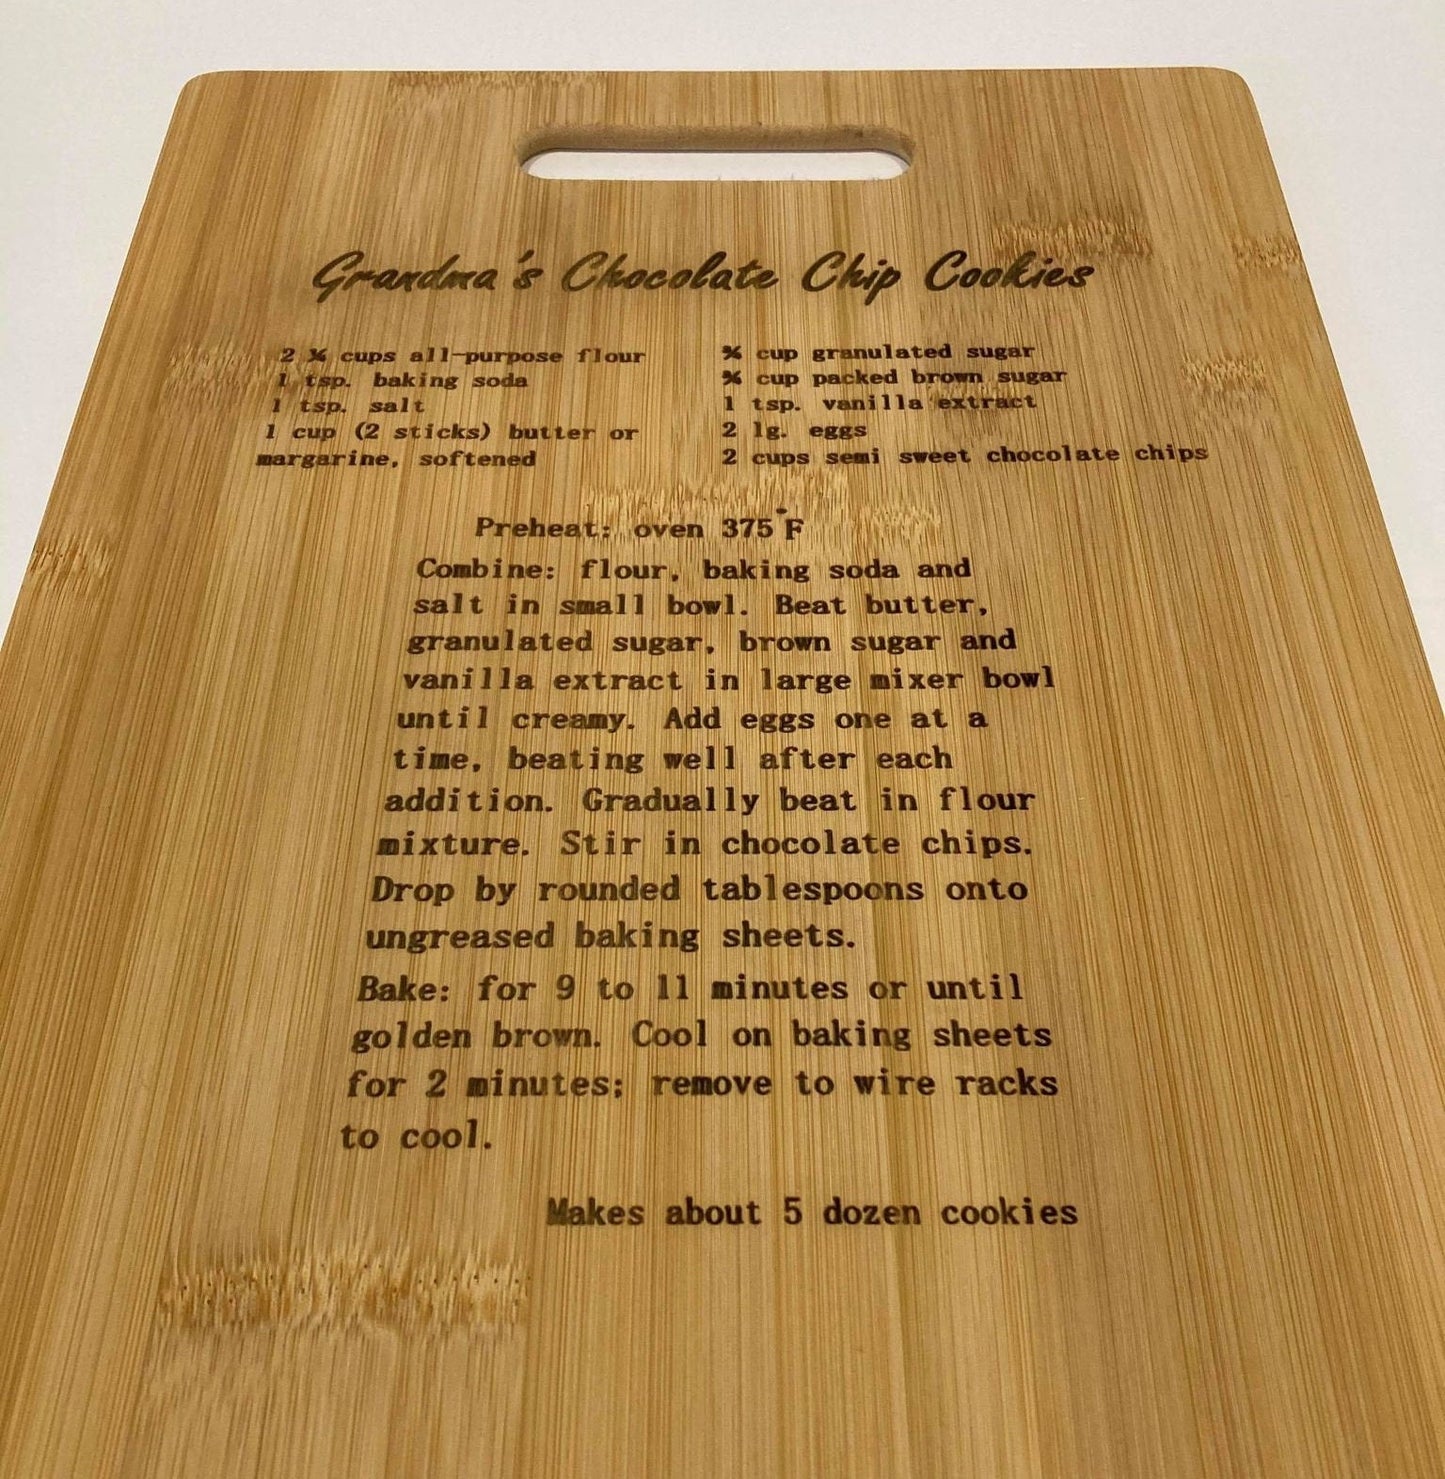 Grandma's Chocolate Chip Cookies
2 ¼ cups all-purpose flour
1 tsp. baking soda
1 tsp. salt
1 cup (2 sticks) butter or
margarine, softened
¾ cup granulated sugar
¾ cup packed brown sugar
1 tsp. vanilla extract
2 lg. eggs
2 cups semi sweet chocolate chips
Preheat: oven 375°F
Combine: flour, baking soda and
salt in small bowl. Beat butter,
granulated sugar, brown sugar and
vanilla extract in large mixer bowl
until creamy. Add eggs one at a
time, beating well after each
addition. Gradually beat in flour
mixture. Stir in chocolate chips.
Drop by rounded tablespoons onto
ungreased baking sheets.
Bake: for 9 to 11 minutes or until
golden brown. Cool on baking sheets
for 2 minutes; remove to wire racks
to cool.
Makes about 5 dozen cookies